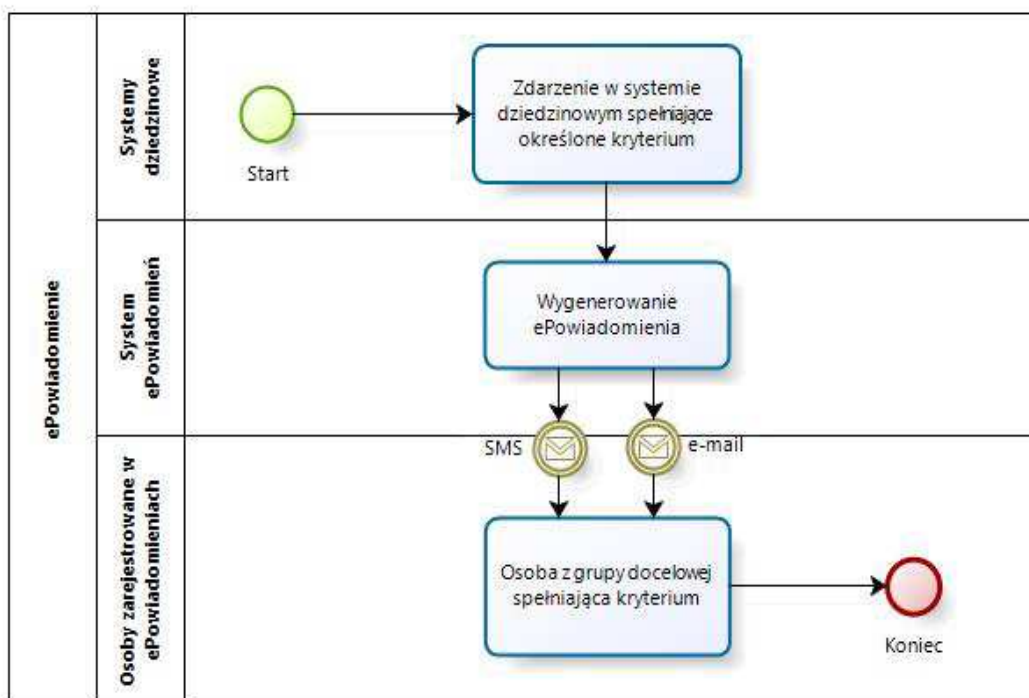 ePowiadomienie
Systemy
dziedzinowe
Start
Zdarzenie w systemie
dziedzinowym spełniające
określone kryterium
System
ePowiadomień
Wygenerowanie
ePowiadomienia
SMS
e-mail
Osoby zarejestrowane w
ePowiadomieniach
Osoba z grupy docelowej
spełniająca kryterium
Koniec